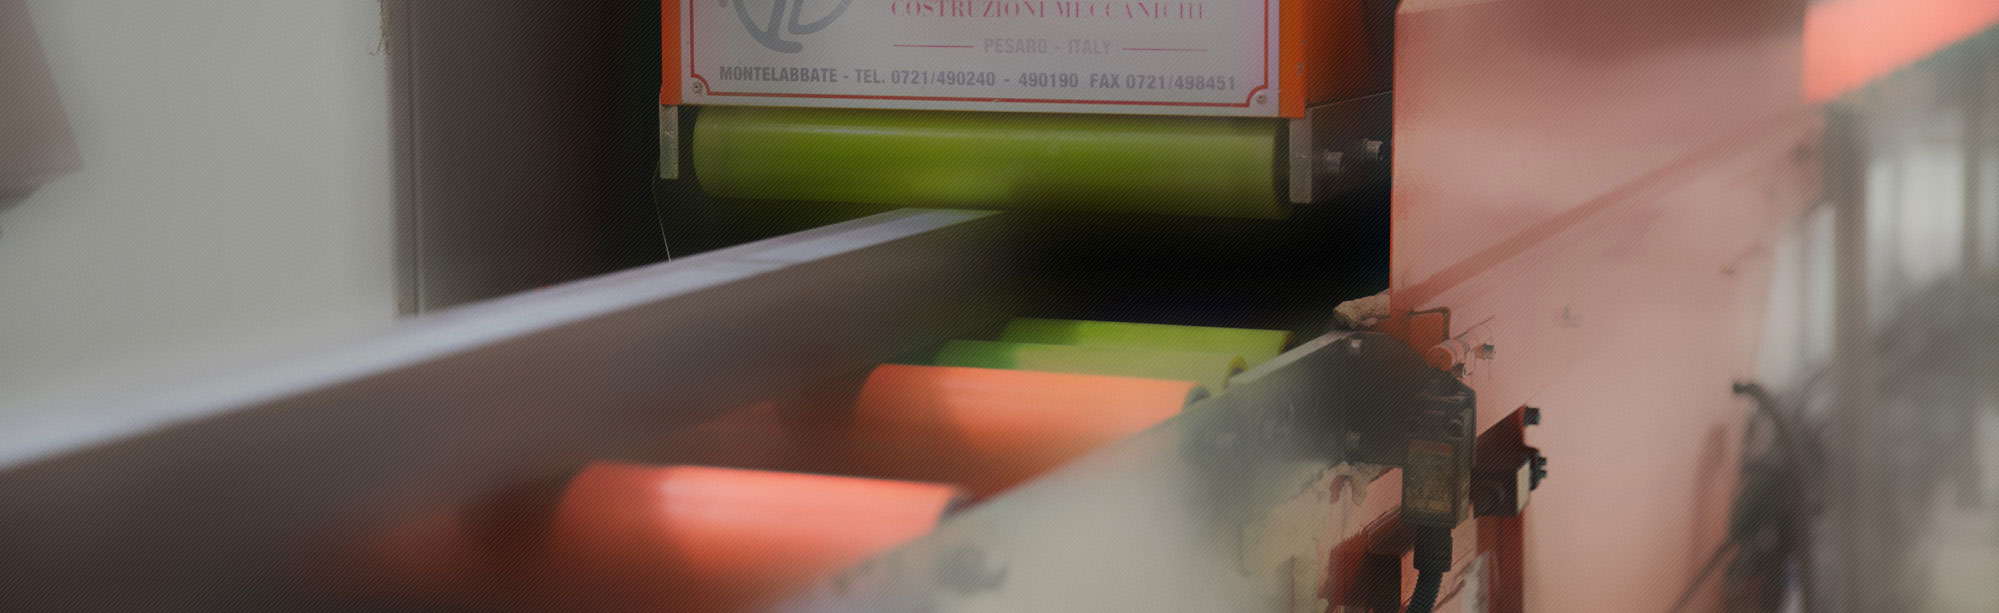 COSTRUZIONI MECCANICHE
PESARO - ITALY
MONTELABBATE - TEL. 0721/490240 - 490190 FAX 0721/498451